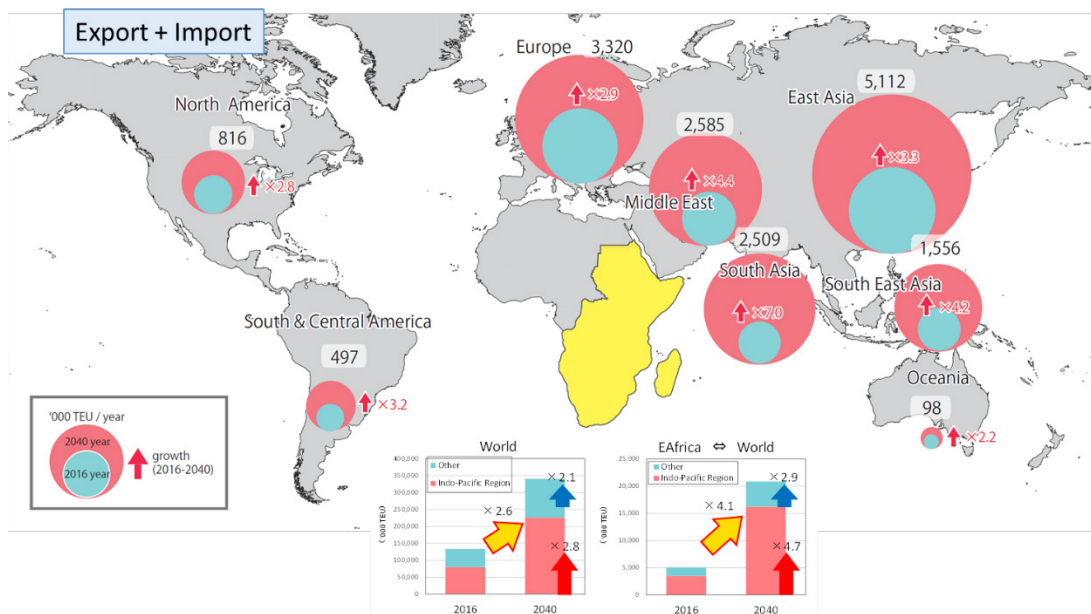 Export + Import
Europe 3,320
×2.9
5,112
East Asia
×3.3
North America
816
×2.8
2,585
×4.4
Middle East
2,509
South Asia
×7.0
1,556
South East Asia
×4.2
South & Central America
497
×3.2
Oceania
98
×2.2
'000 TEU / year
2040 year
2016 year
growth
(2016-2040)
World
('000 TEU)
400,000
350,000
300,000
250,000
200,000
150,000
100,000
50,000
0
Other
Indo-Pacific Region
×2.1
×2.6
×2.8
2016 2040
EAfrica ⇔ World
('000 TEU)
25,000
20,000
15,000
10,000
5,000
0
Other
Indo-Pacific Region
×2.9
×4.1
×4.7
2016 2040